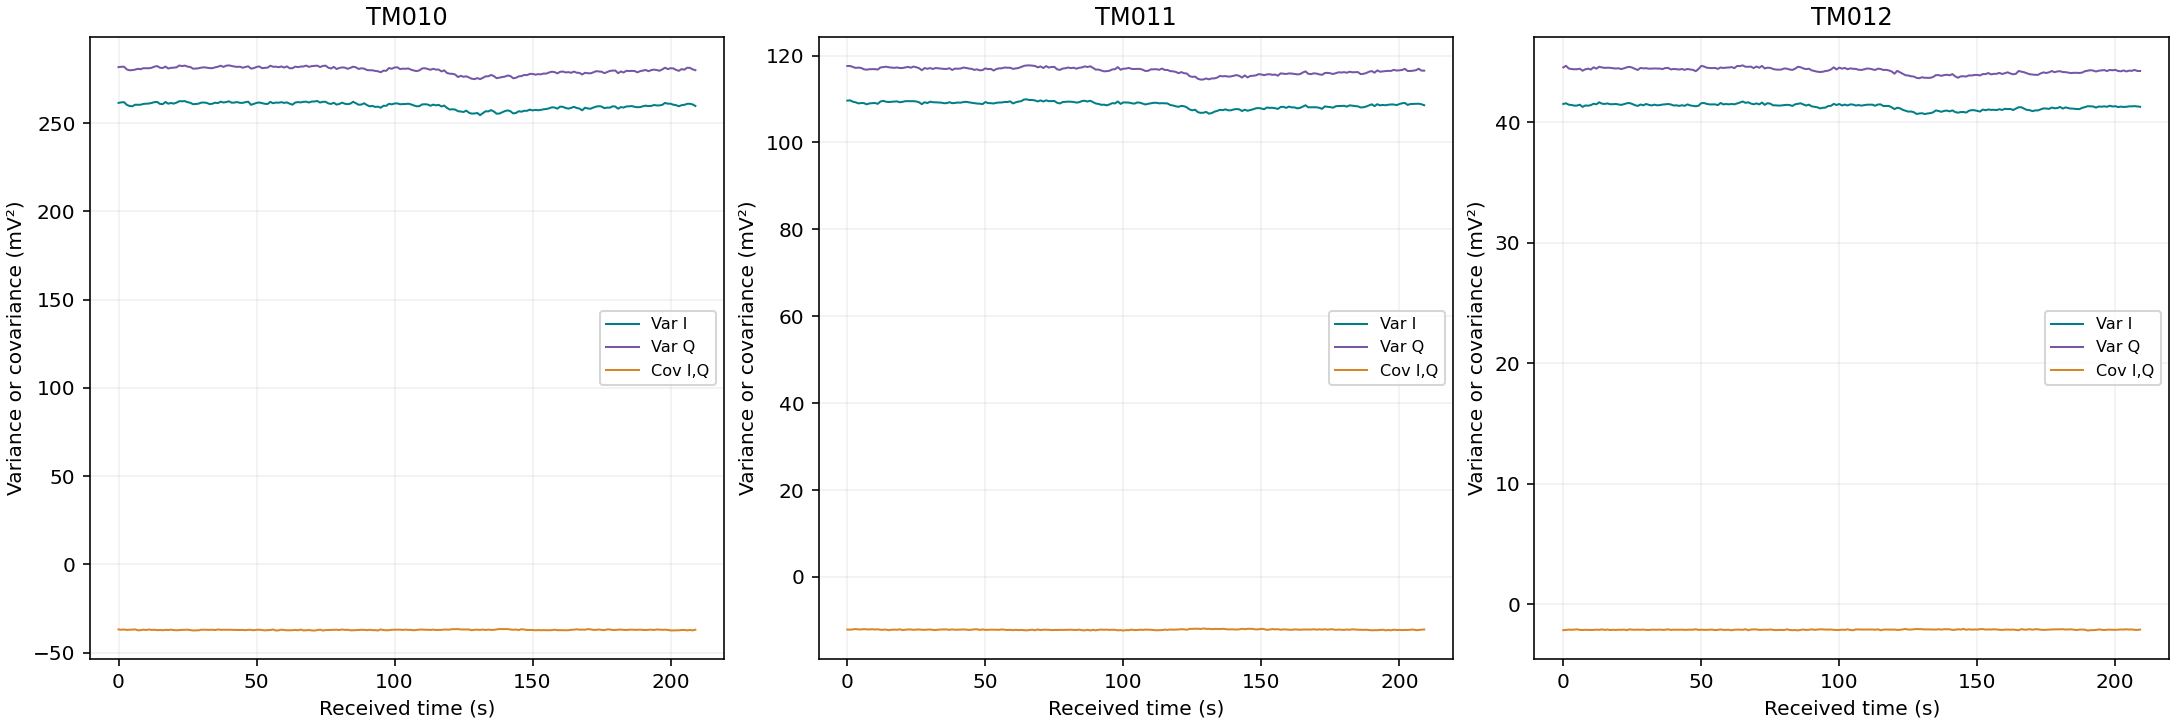 TM010
Variance or covariance (mV²)
250
200
150
100
50
0
−50
0 50 100 150 200
Received time (s)
Var I
Var Q
Cov I,Q
TM011
Variance or covariance (mV²)
120
100
80
60
40
20
0
0 50 100 150 200
Received time (s)
Var I
Var Q
Cov I,Q
TM012
Variance or covariance (mV²)
40
30
20
10
0
0 50 100 150 200
Received time (s)
Var I
Var Q
Cov I,Q